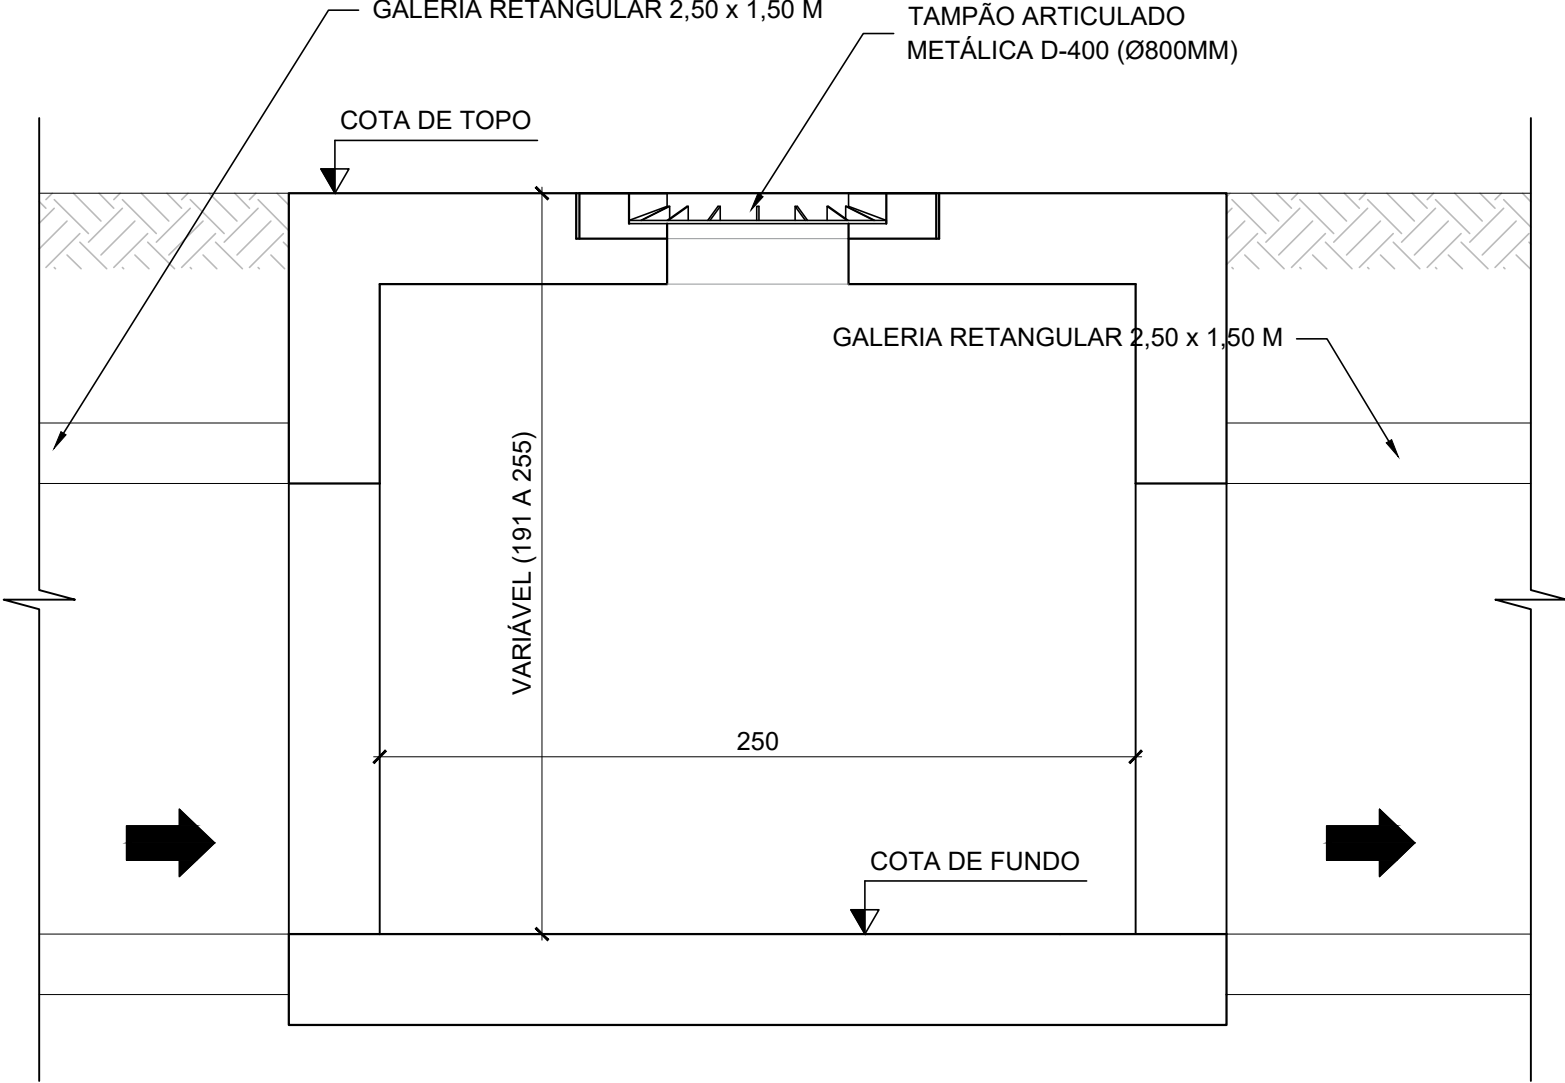 GALERIA RETANGULAR 2,50 x 1,50 M
TAMPÃO ARTICULADO
METÁLICA D-400 (Ø800MM)
COTA DE TOPO
GALERIA RETANGULAR 2,50 x 1,50 M
VARIÁVEL (191 A 255)
250
COTA DE FUNDO